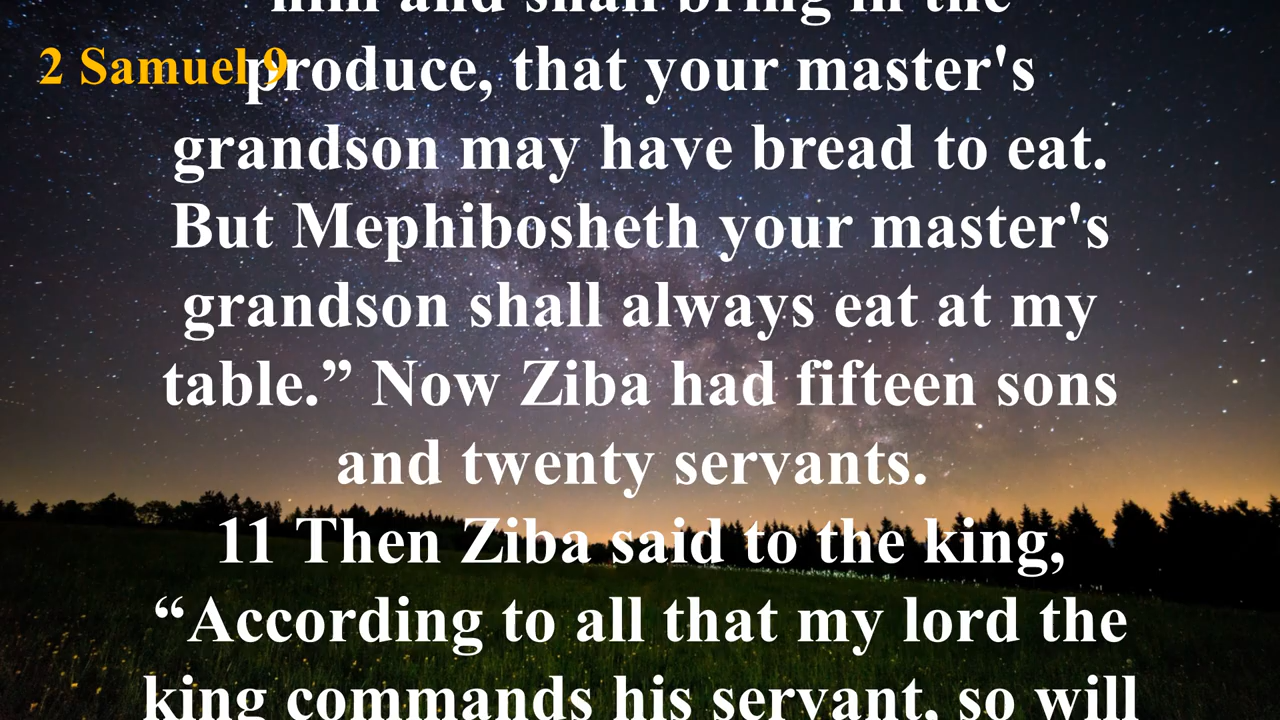 him and shall bring in the
2 Samuel 9
produce, that your master's
grandson may have bread to eat.
But Mephibosheth your master's
grandson shall always eat at my
table.” Now Ziba had fifteen sons
and twenty servants.
11 Then Ziba said to the king,
“According to all that my lord the
king commands his servant, so will